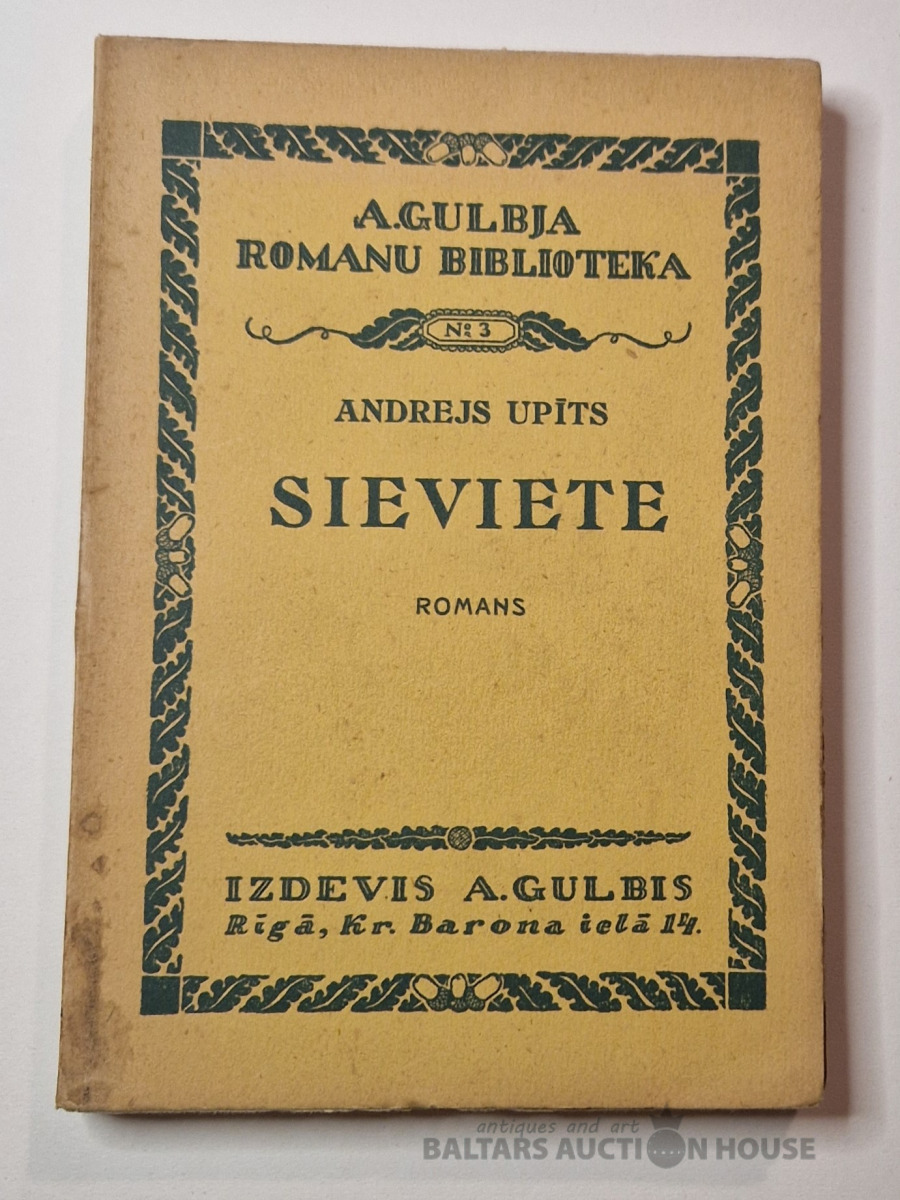 A.GULBJA
ROMANU BIBLIOTEKA
№ 3
ANDREJS UPĪTS
SIEVIETE
ROMANS
IZDEVIS A.GULBIS
Rīgā, Kr. Barona ielā 14.
antiques and art
BALTARS AUCTION HOUSE